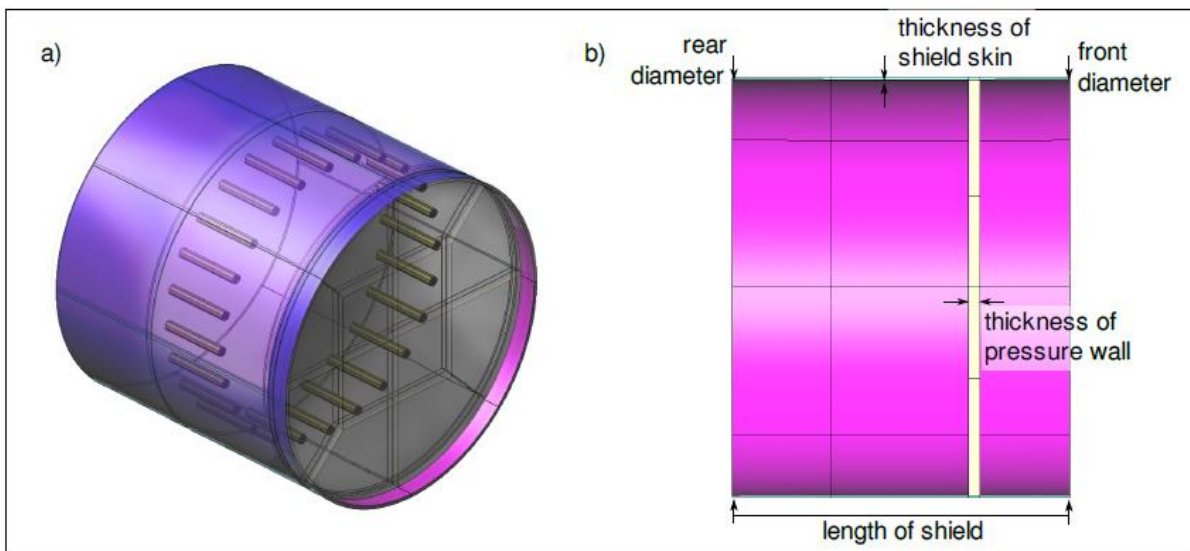 a)
b)
rear
diameter
thickness of
shield skin
front
diameter
thickness of
pressure wall
length of shield